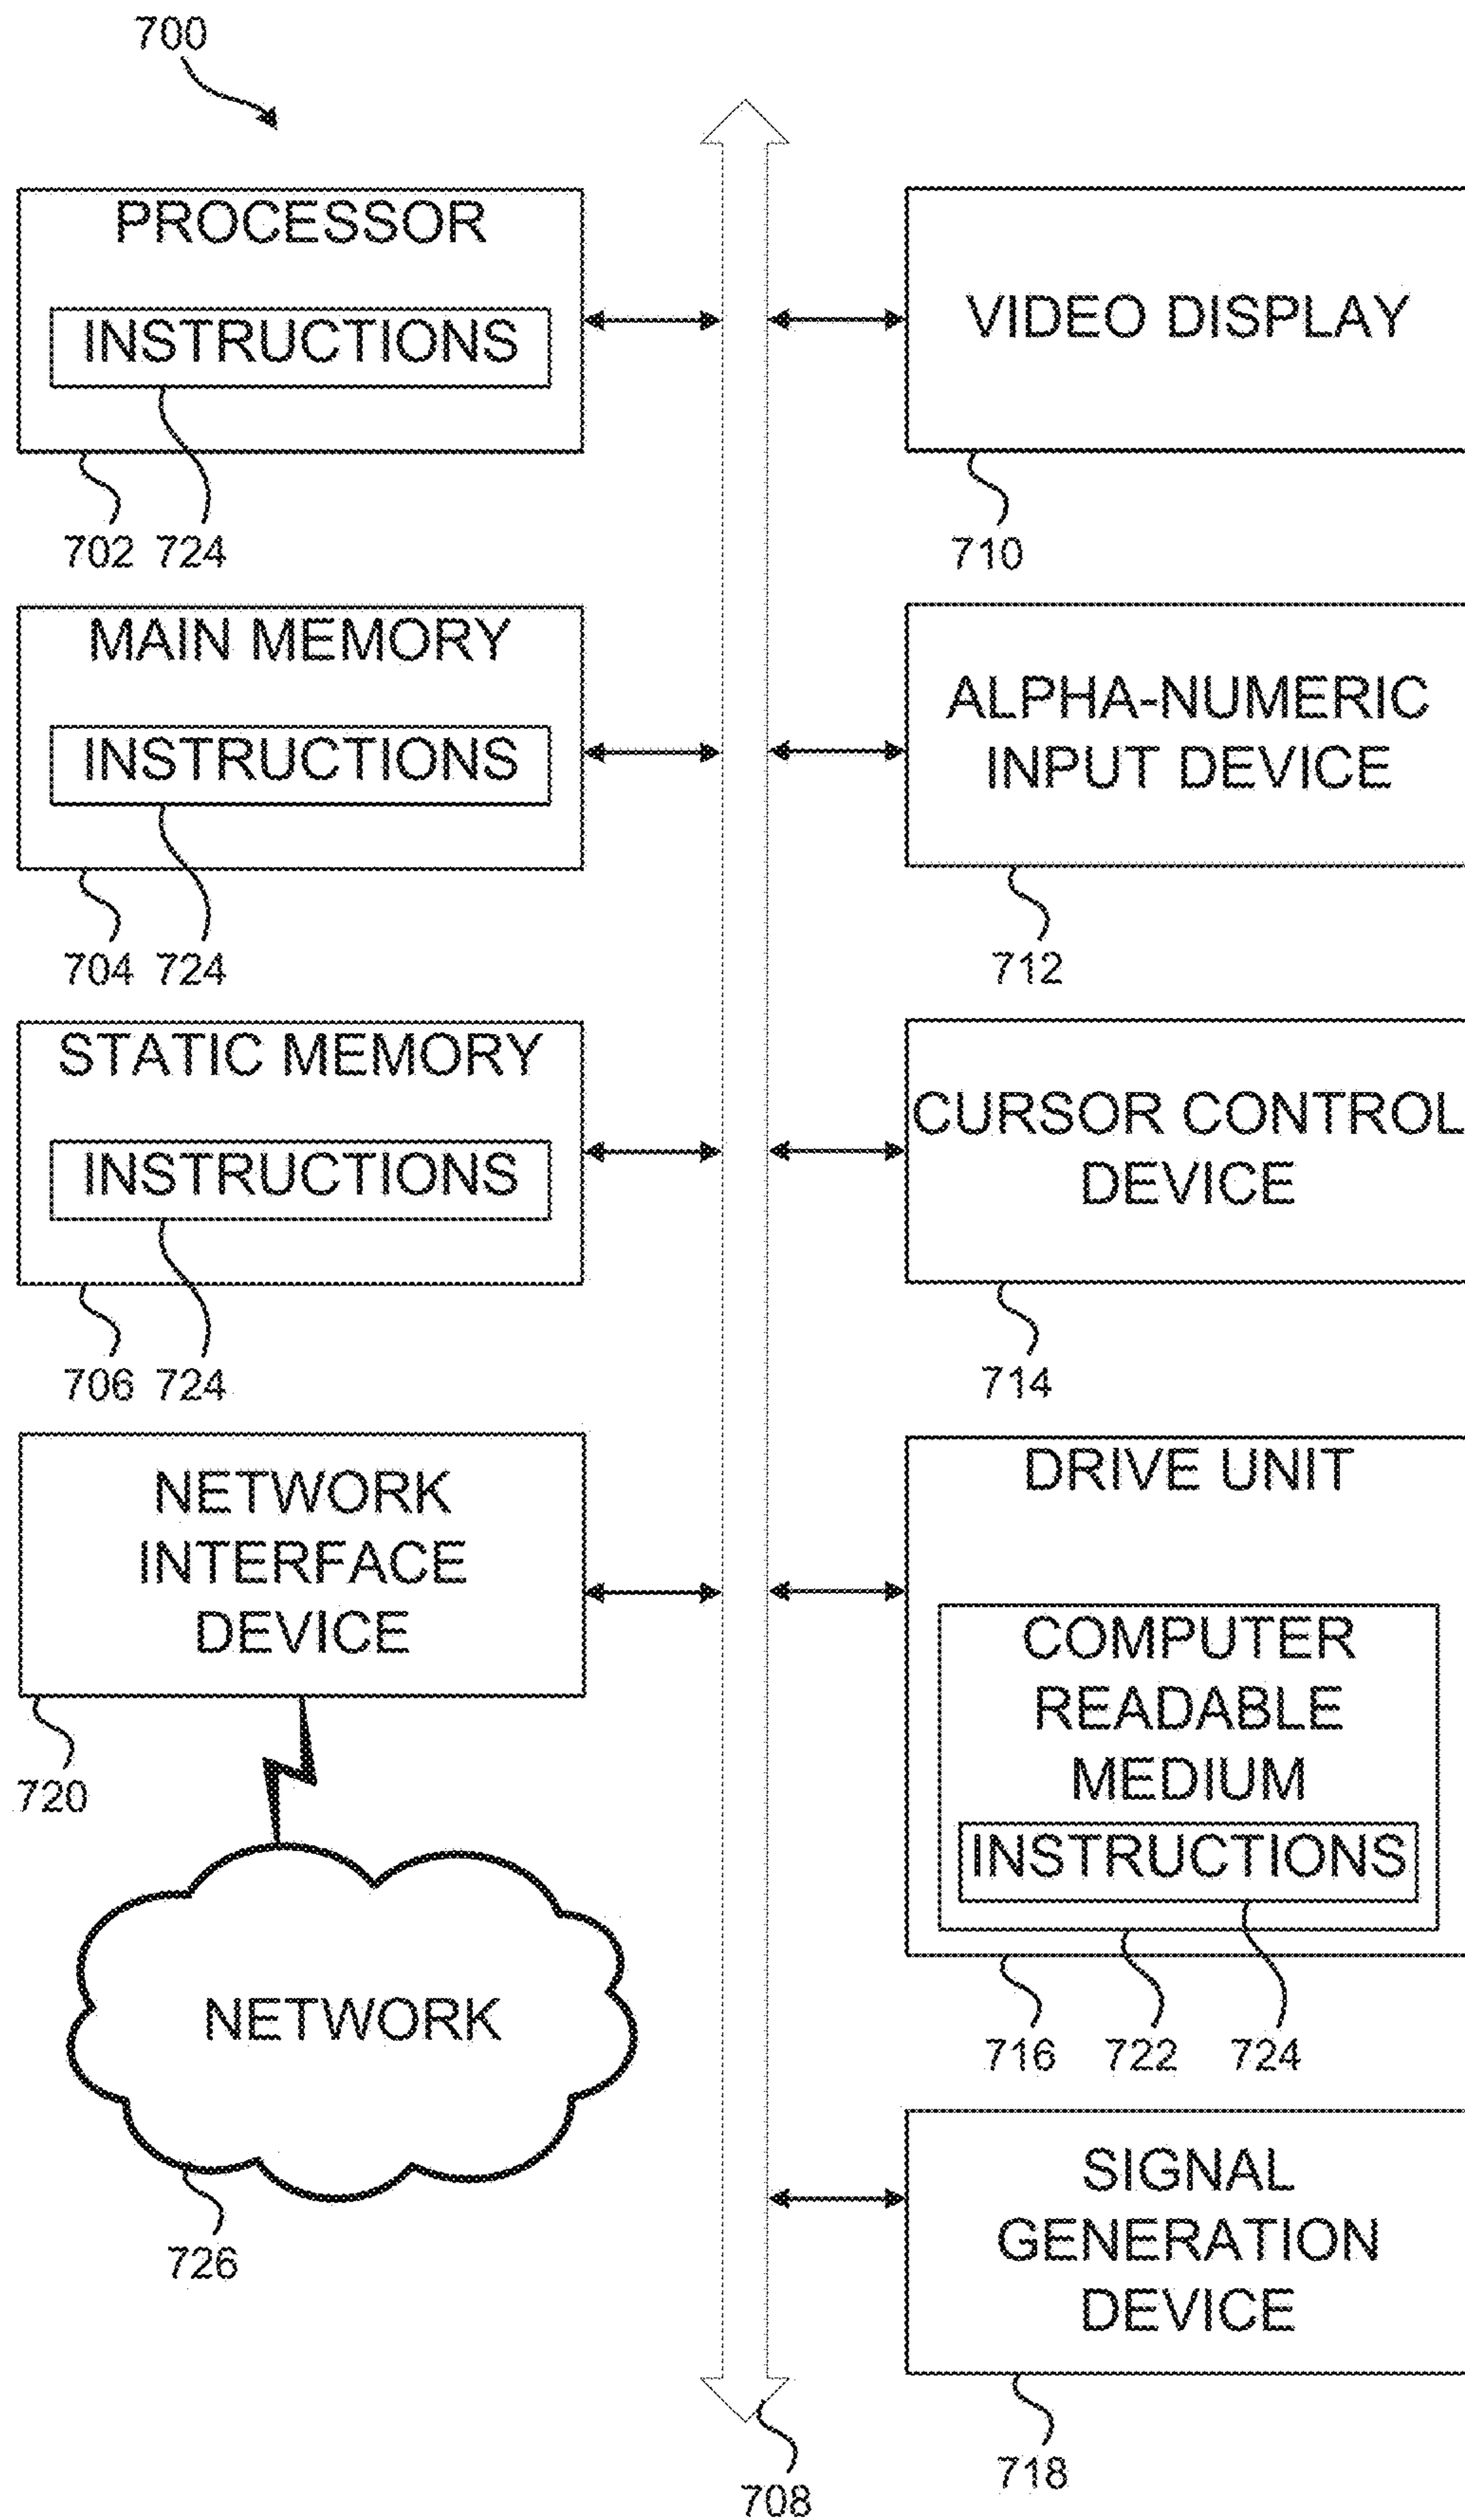 700
PROCESSOR
INSTRUCTIONS
702 724
MAIN MEMORY
INSTRUCTIONS
704 724
STATIC MEMORY
INSTRUCTIONS
706 724
NETWORK
INTERFACE
DEVICE
720
NETWORK
726
708
VIDEO DISPLAY
710
ALPHA-NUMERIC
INPUT DEVICE
712
CURSOR CONTROL
DEVICE
714
DRIVE UNIT
COMPUTER
READABLE
MEDIUM
INSTRUCTIONS
716 722 724
SIGNAL
GENERATION
DEVICE
718